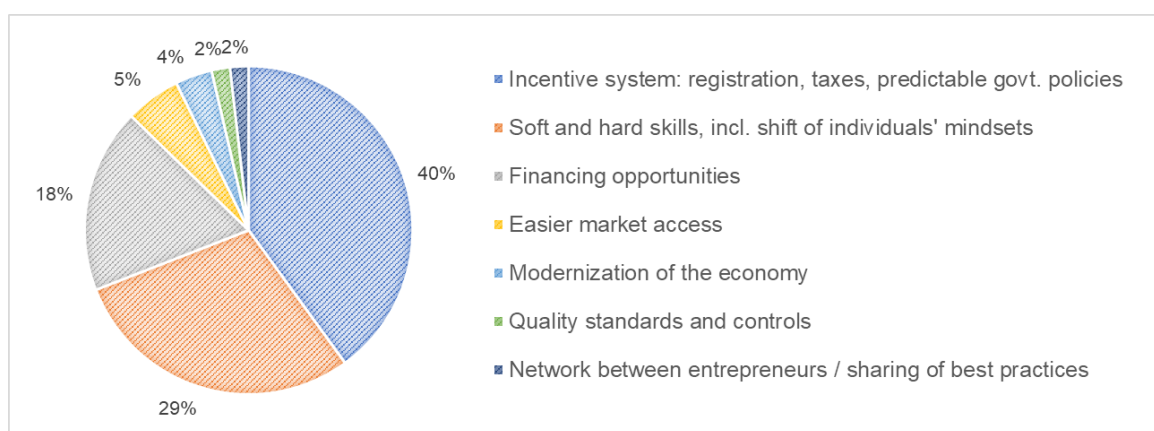 2%
2%
4%
5%
18%
40%
29%
Incentive system: registration, taxes, predictable govt. policies
Soft and hard skills, incl. shift of individuals' mindsets
Financing opportunities
Easier market access
Modernization of the economy
Quality standards and controls
Network between entrepreneurs / sharing of best practices